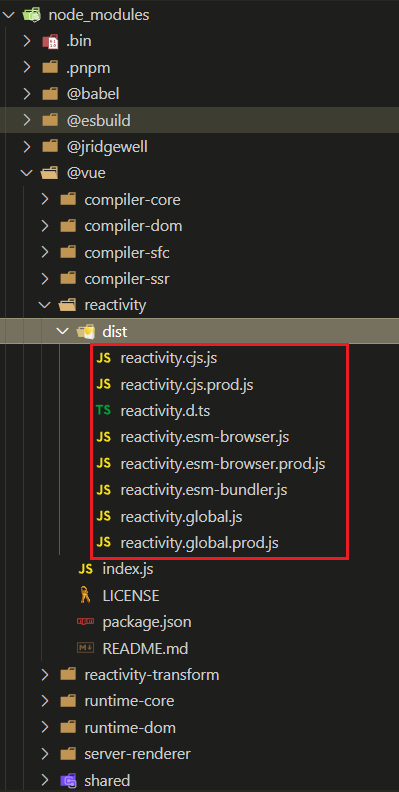 node_modules
.bin
.pnpm
@babel
@esbuild
@jridgewell
@vue
compiler-core
compiler-dom
compiler-sfc
compiler-ssr
reactivity
dist
JS reactivity.cjs.js
JS reactivity.cjs.prod.js
TS reactivity.d.ts
JS reactivity.esm-browser.js
JS reactivity.esm-browser.prod.js
JS reactivity.esm-bundler.js
JS reactivity.global.js
JS reactivity.global.prod.js
JS index.js
LICENSE
package.json
README.md
reactivity-transform
runtime-core
runtime-dom
server-renderer
shared